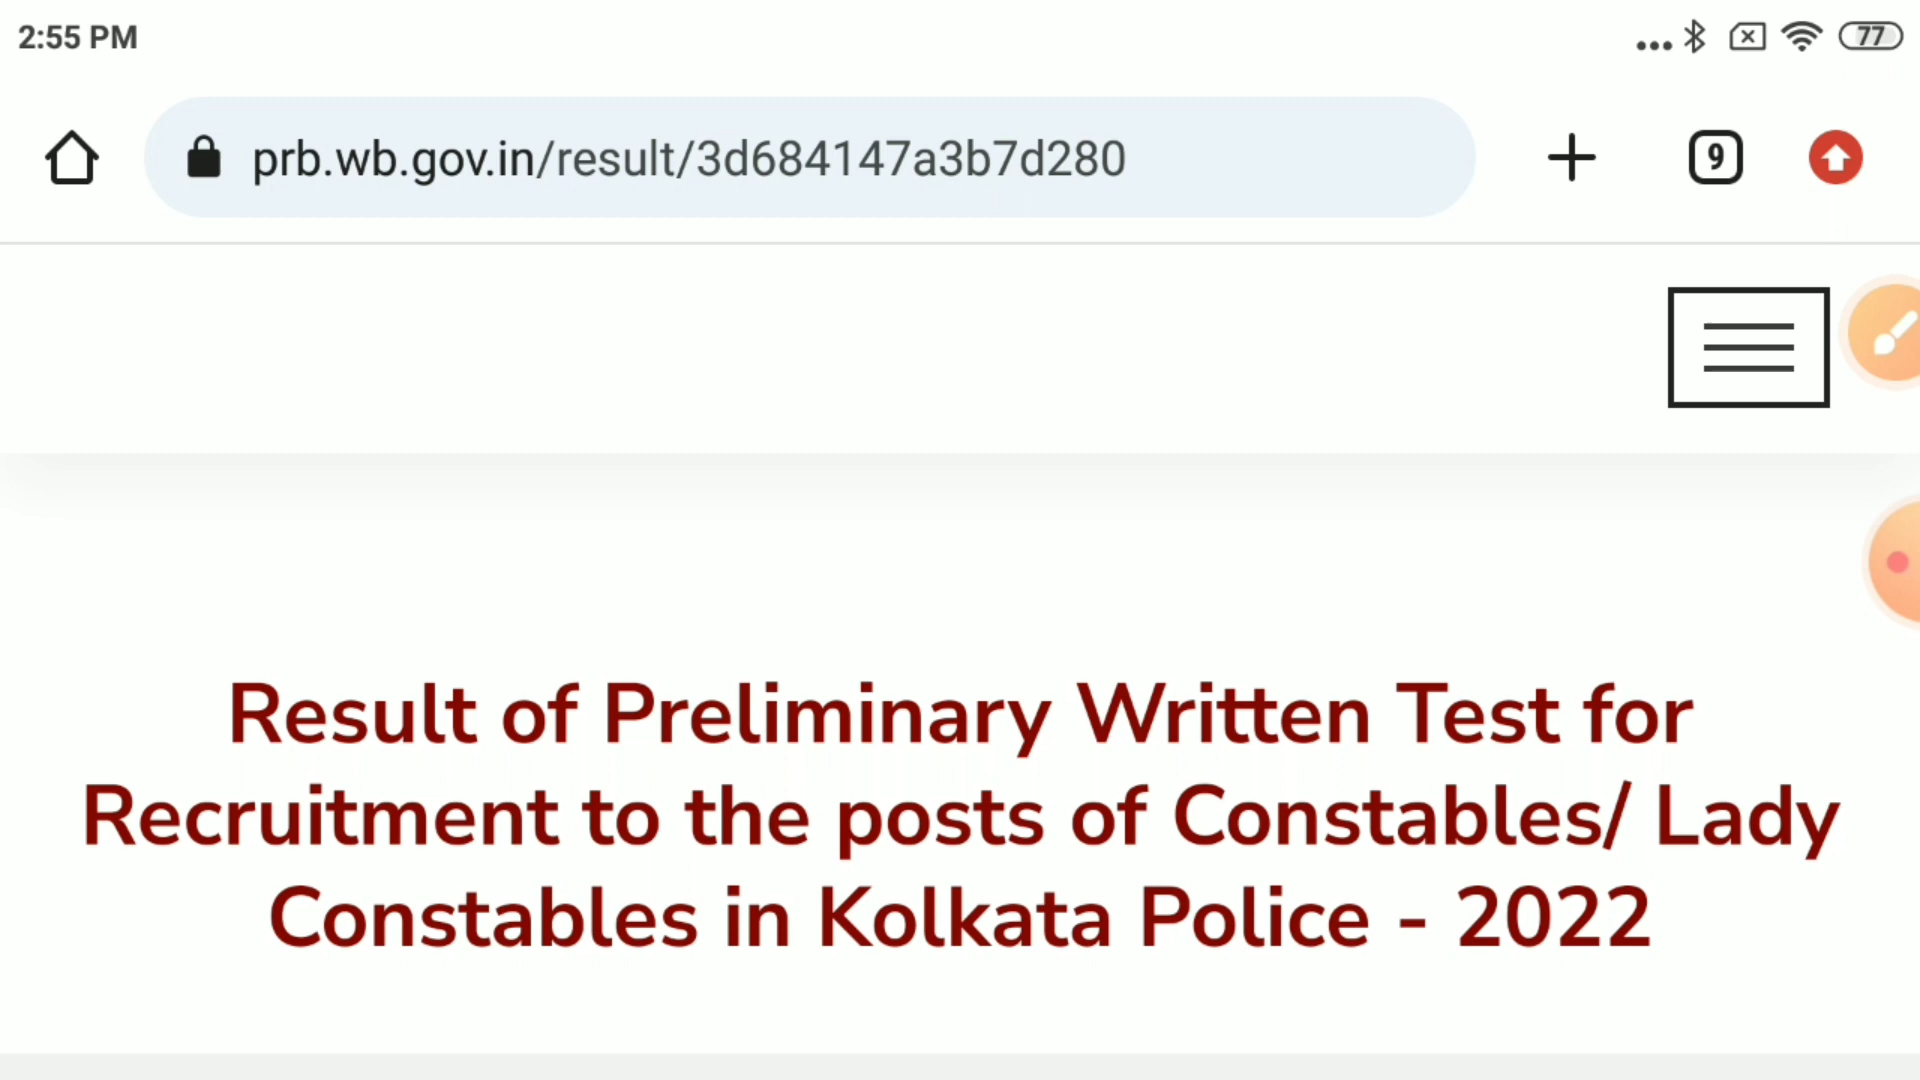 2:55 PM
77
prb.wb.gov.in/result/3d684147a3b7d280
9
Result of Preliminary Written Test for
Recruitment to the posts of Constables/ Lady
Constables in Kolkata Police - 2022